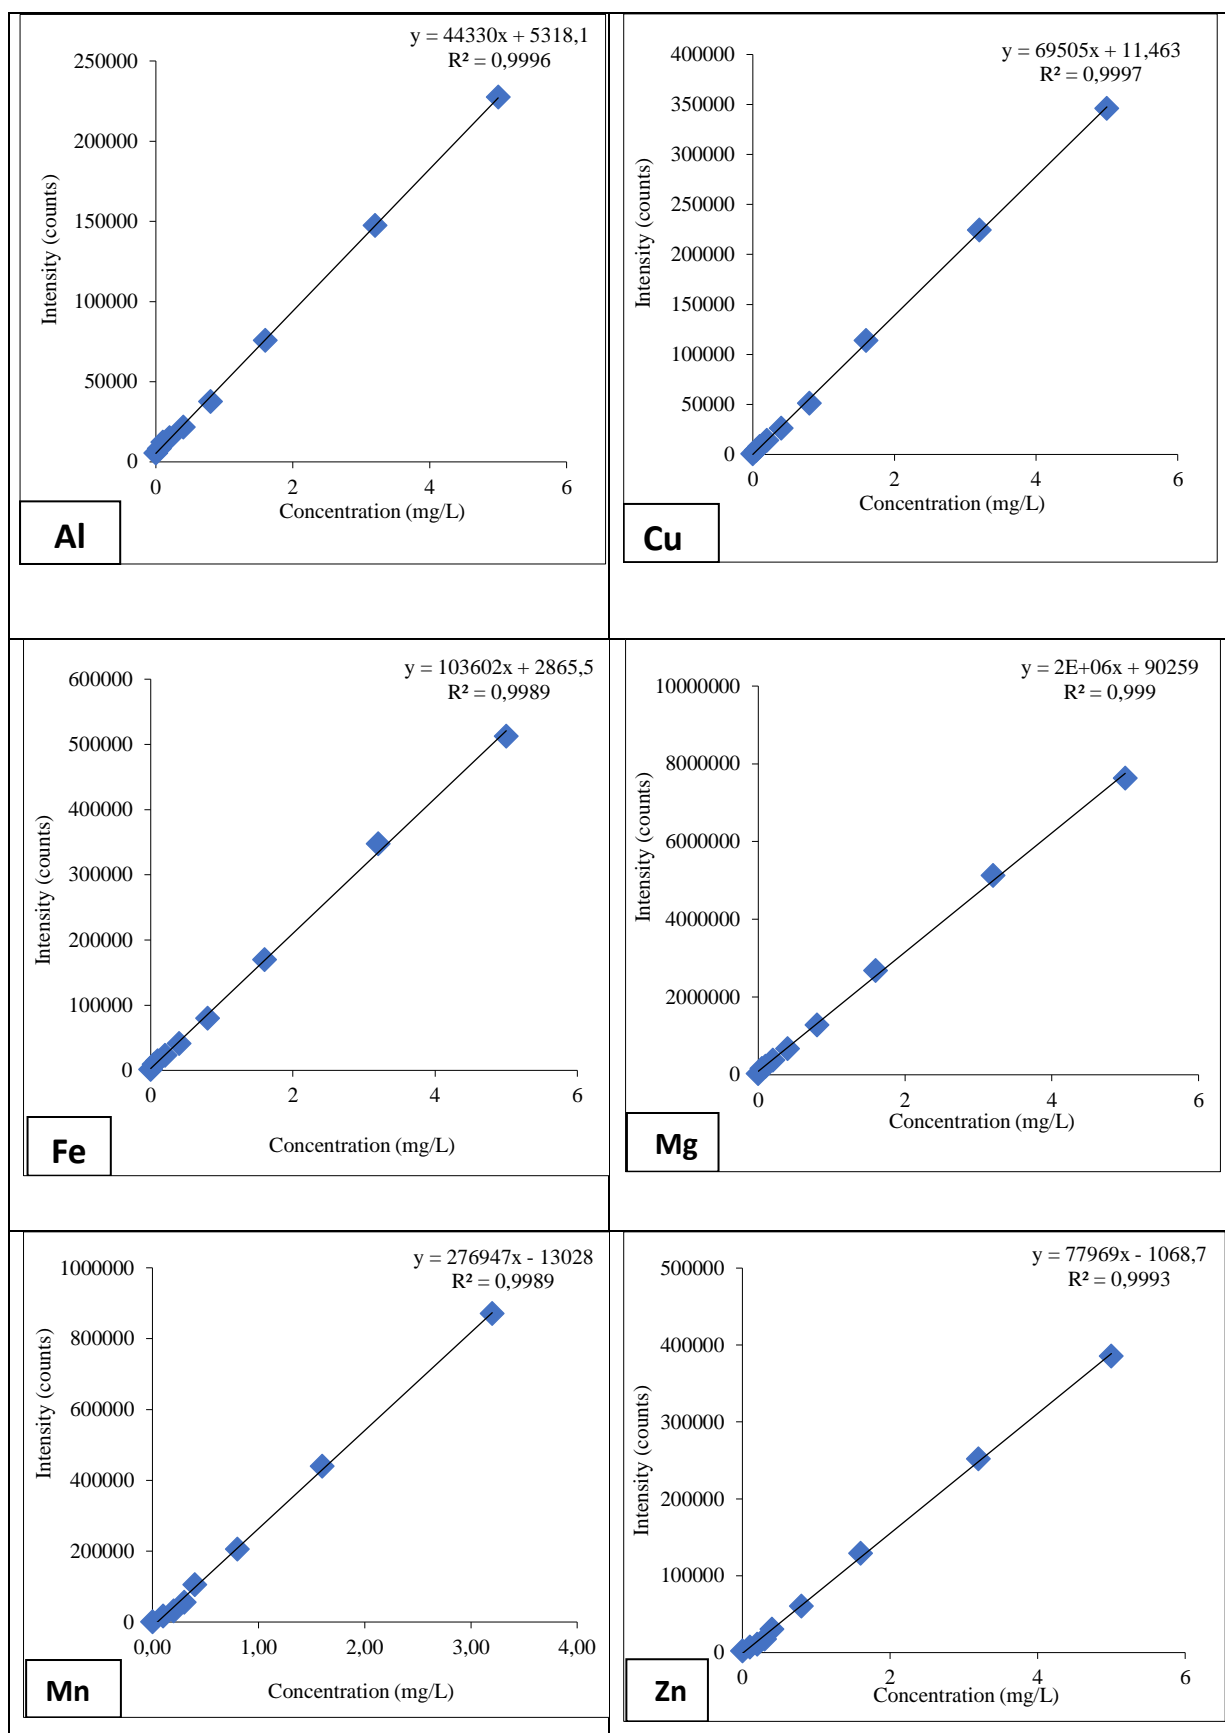 y = 44330x + 5318,1
R² = 0,9996
250000
200000
150000
100000
50000
0
0 2 4 6
Intensity (counts)
Concentration (mg/L)
Al
y = 69505x + 11,463
R² = 0,9997
400000
350000
300000
250000
200000
150000
100000
50000
0
0 2 4 6
Intensity (counts)
Concentration (mg/L)
Cu
y = 103602x + 2865,5
R² = 0,9989
600000
500000
400000
300000
200000
100000
0
0 2 4 6
Intensity (counts)
Concentration (mg/L)
Fe
y = 2E+06x + 90259
R² = 0,999
10000000
8000000
6000000
4000000
2000000
0
0 2 4 6
Intensity (counts)
Concentration (mg/L)
Mg
y = 276947x - 13028
R² = 0,9989
1000000
800000
600000
400000
200000
0
0,00 1,00 2,00 3,00 4,00
Intensity (counts)
Concentration (mg/L)
Mn
y = 77969x - 1068,7
R² = 0,9993
500000
400000
300000
200000
100000
0
0 2 4 6
Intensity (counts)
Concentration (mg/L)
Zn